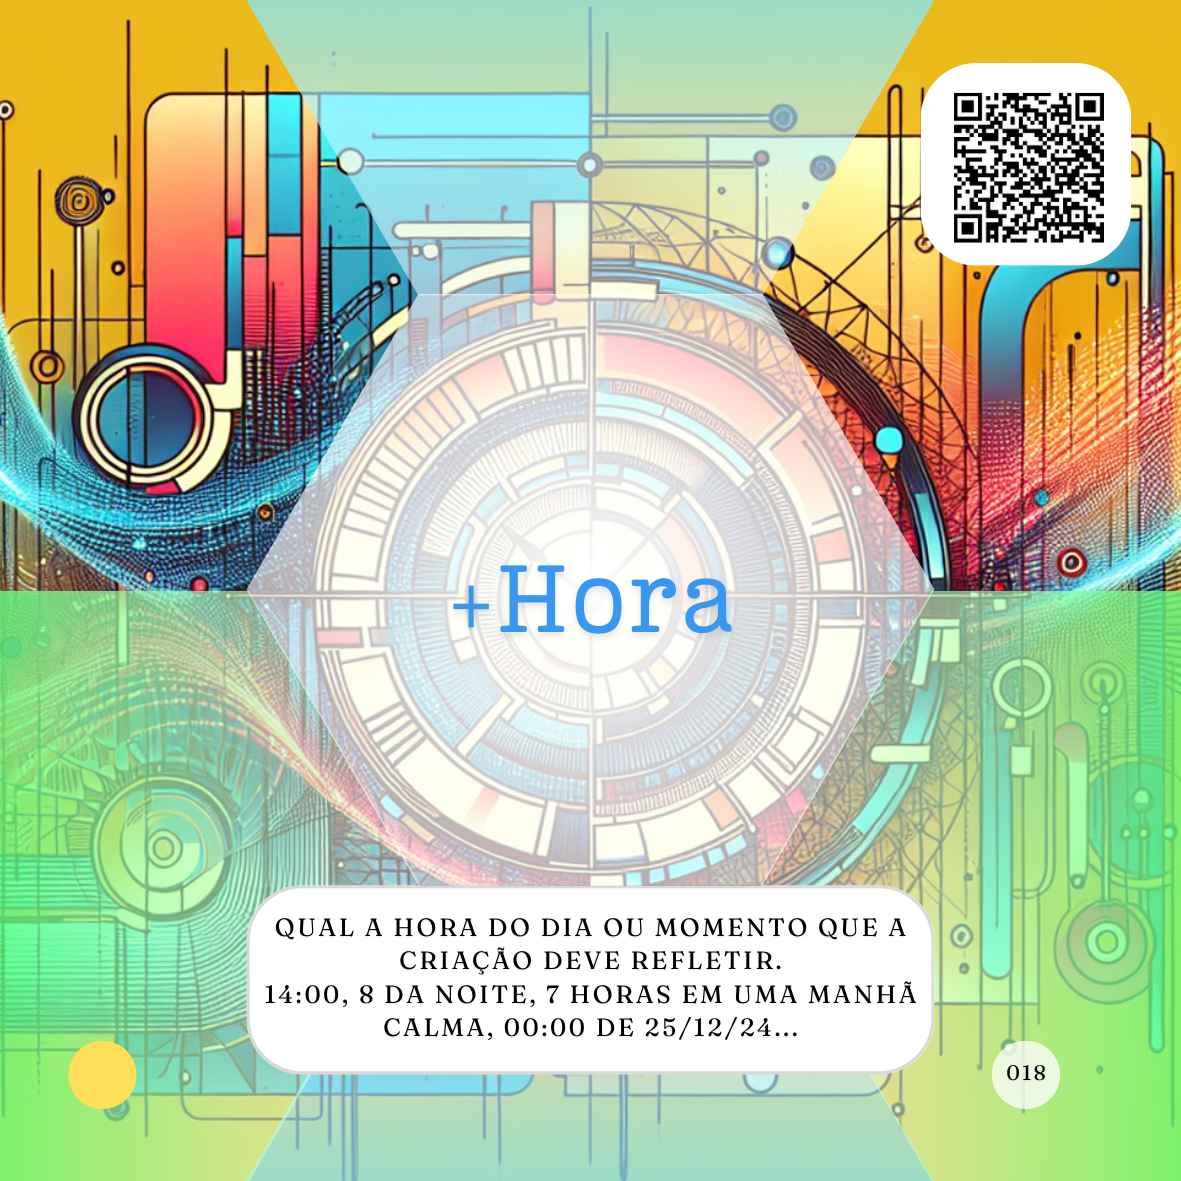 +Hora
QUAL A HORA DO DIA OU MOMENTO QUE A
CRIAÇÃO DEVE REFLETIR.
14:00, 8 DA NOITE, 7 HORAS EM UMA MANHÃ
CALMA, 00:00 DE 25/12/24...
018